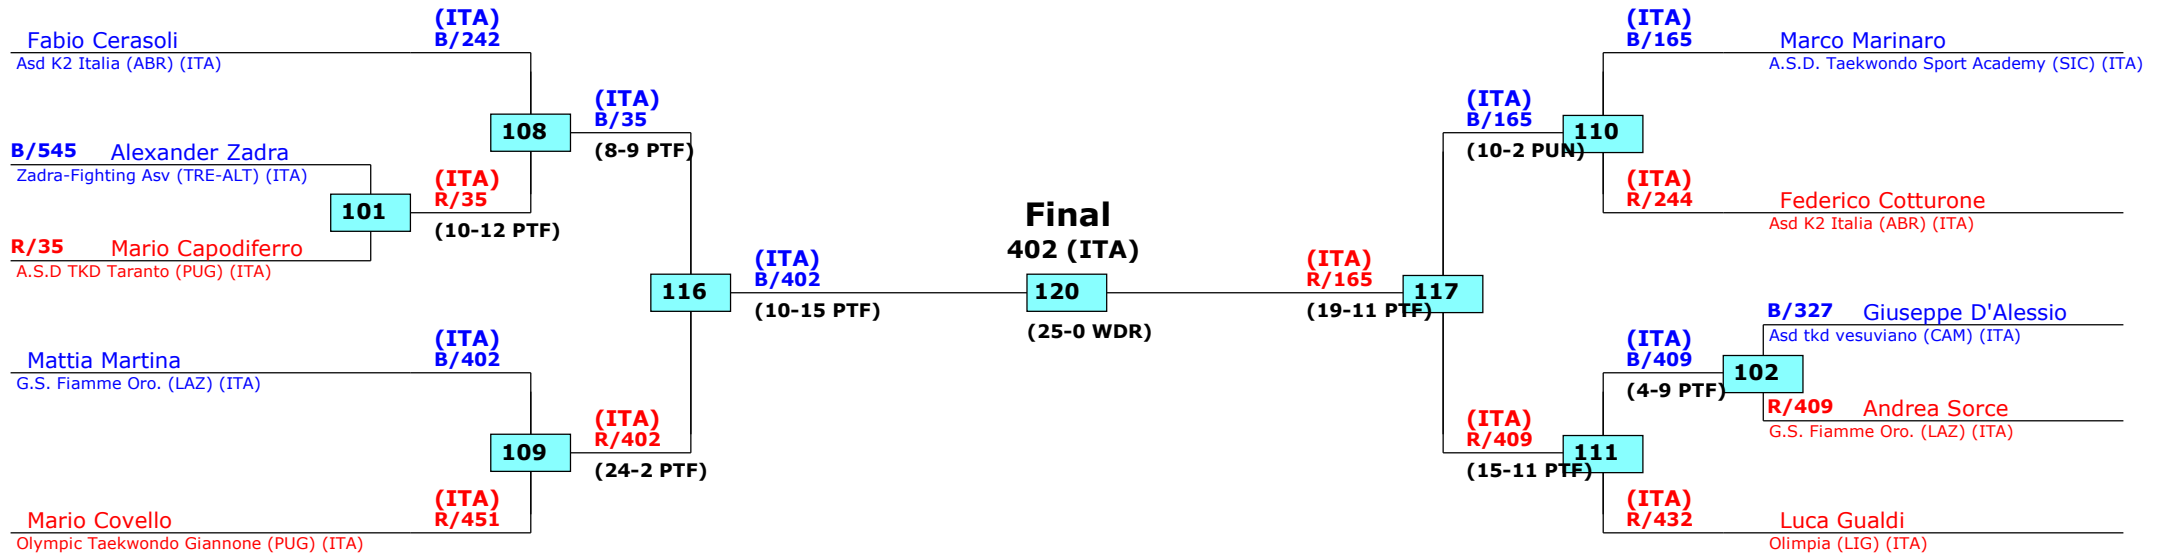 (ITA)
Fabio Cerasoli B/242
Asd K2 Italia (ABR) (ITA)
(ITA)
108 B/35
(8-9 PTF)
B/545 Alexander Zadra
Zadra-Fighting Asv (TRE-ALT) (ITA)
(ITA)
101 R/35
(10-12 PTF)
R/35 Mario Capodiferro
A.S.D TKD Taranto (PUG) (ITA)
(ITA)
116 B/402
(10-15 PTF)
(ITA)
Mattia Martina B/402
G.S. Fiamme Oro. (LAZ) (ITA)
(ITA)
109 R/402
(24-2 PTF)
(ITA)
Mario Covello R/451
Olympic Taekwondo Giannone (PUG) (ITA)
Final
402 (ITA)
120
(25-0 WDR)
(ITA)
B/165 Marco Marinaro
A.S.D. Taekwondo Sport Academy (SIC) (ITA)
(ITA)
B/165 110
(10-2 PUN)
(ITA)
R/244 Federico Cotturone
Asd K2 Italia (ABR) (ITA)
(ITA)
R/165 117
(19-11 PTF)
B/327 Giuseppe D'Alessio
Asd tkd vesuviano (CAM) (ITA)
(ITA)
B/409 102
(4-9 PTF)
R/409 Andrea Sorce
G.S. Fiamme Oro. (LAZ) (ITA)
(ITA)
R/409 111
(15-11 PTF)
(ITA)
R/432 Luca Gualdi
Olimpia (LIG) (ITA)